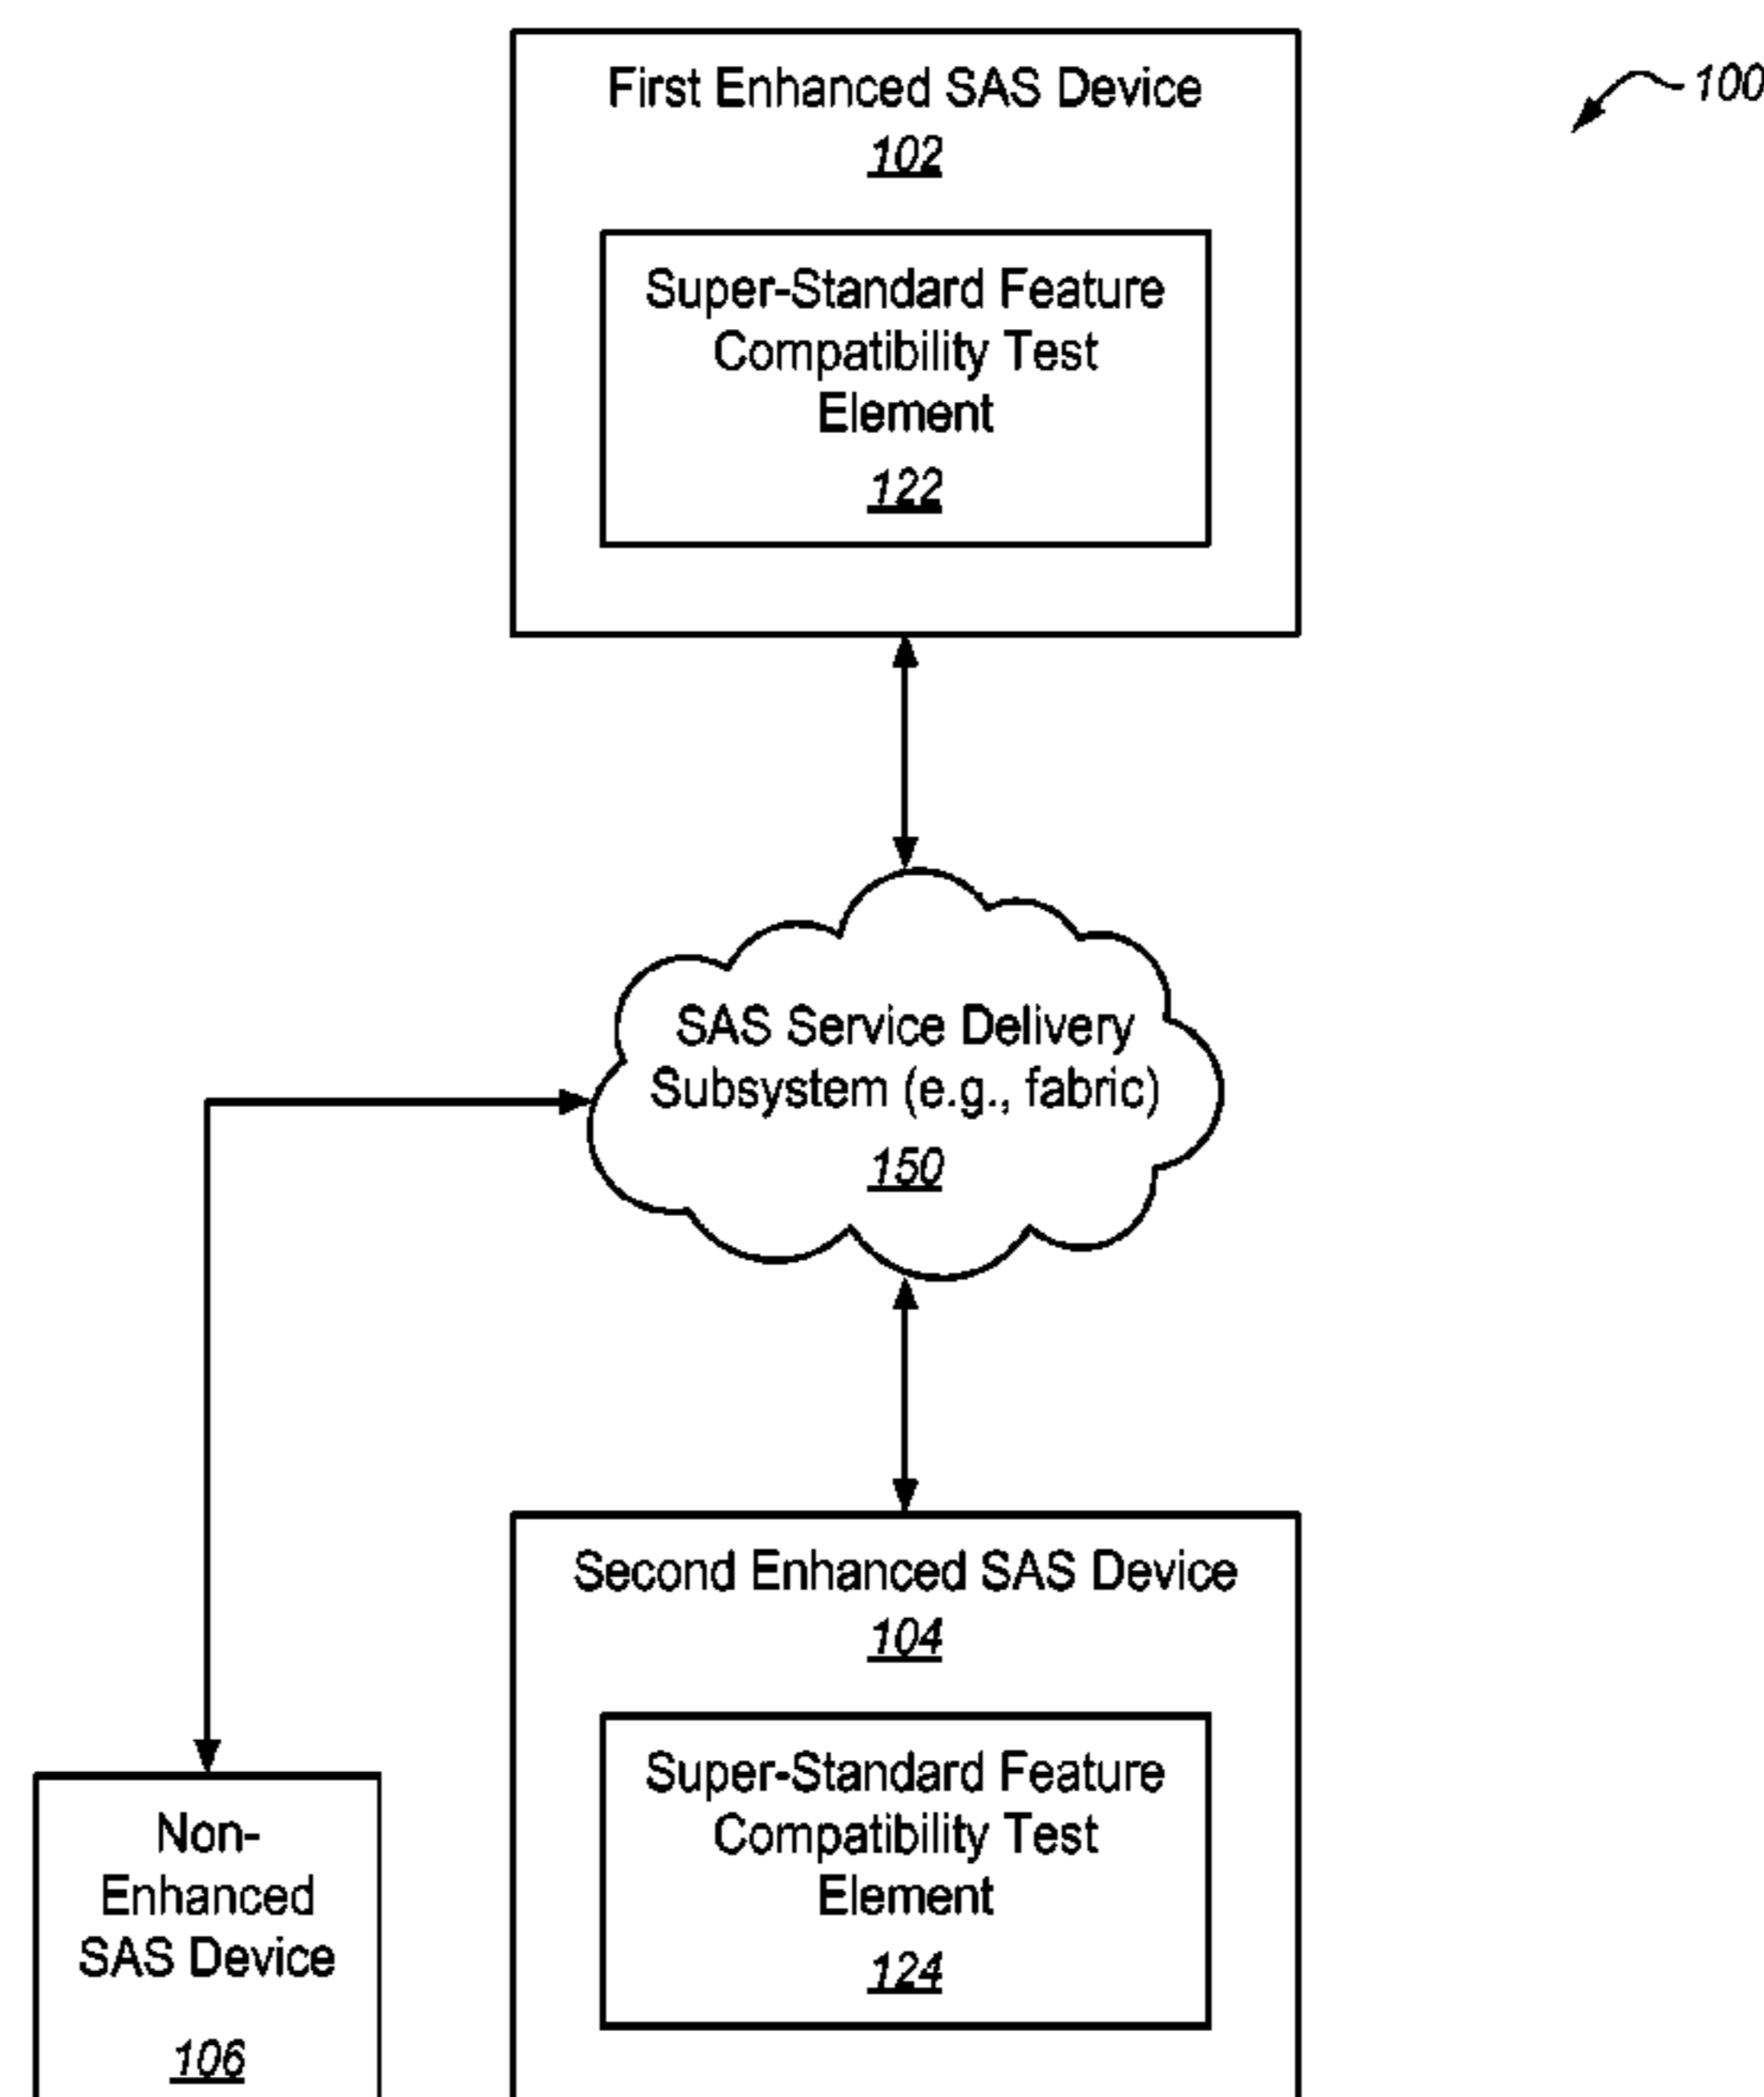 First Enhanced SAS Device
102
100
Super-Standard Feature
Compatibility Test
Element
122
SAS Service Delivery
Subsystem (e.g., fabric)
150
Second Enhanced SAS Device
104
Super-Standard Feature
Compatibility Test
Element
124
Non-
Enhanced
SAS Device
106